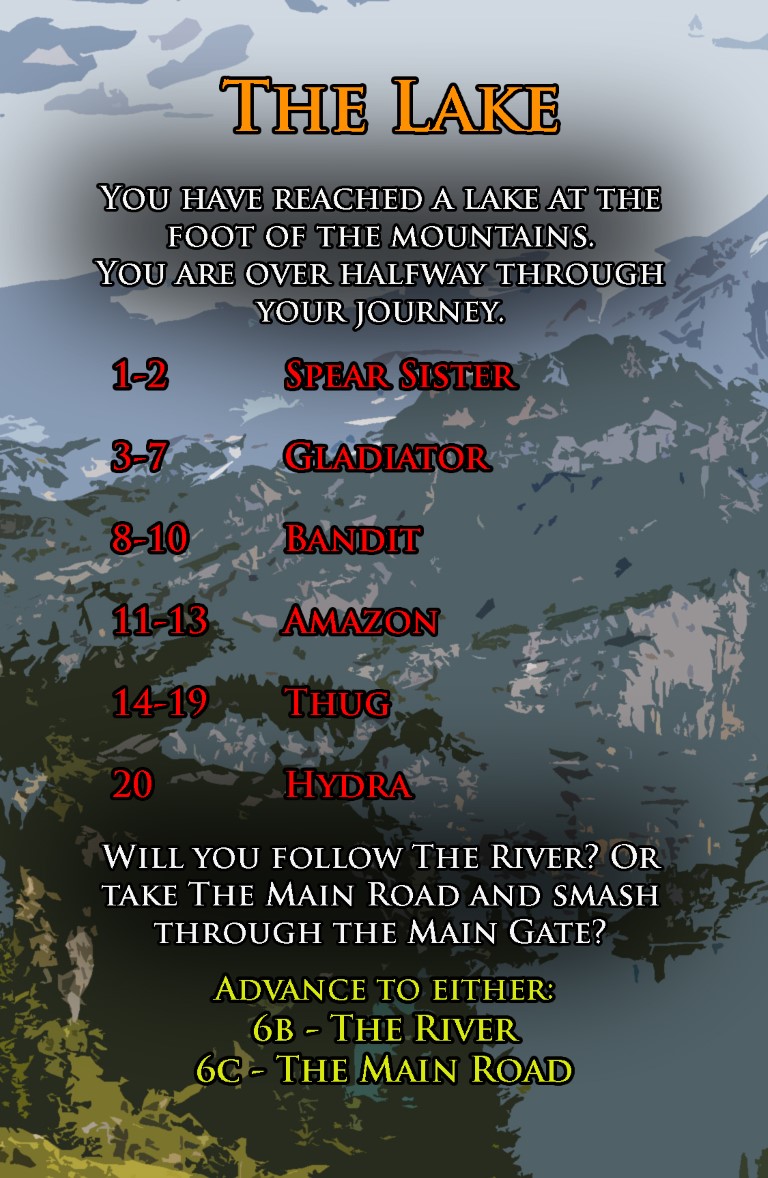 The Lake
You have reached a lake at the
foot of the mountains.
You are over halfway through
your journey.
1-2 Spear Sister
3-7 Gladiator
8-10 Bandit
11-13 Amazon
14-19 Thug
20 Hydra
Will you follow The River? Or
take The Main Road and smash
through the Main Gate?
Advance to either:
6b - The River
6c - The Main Road